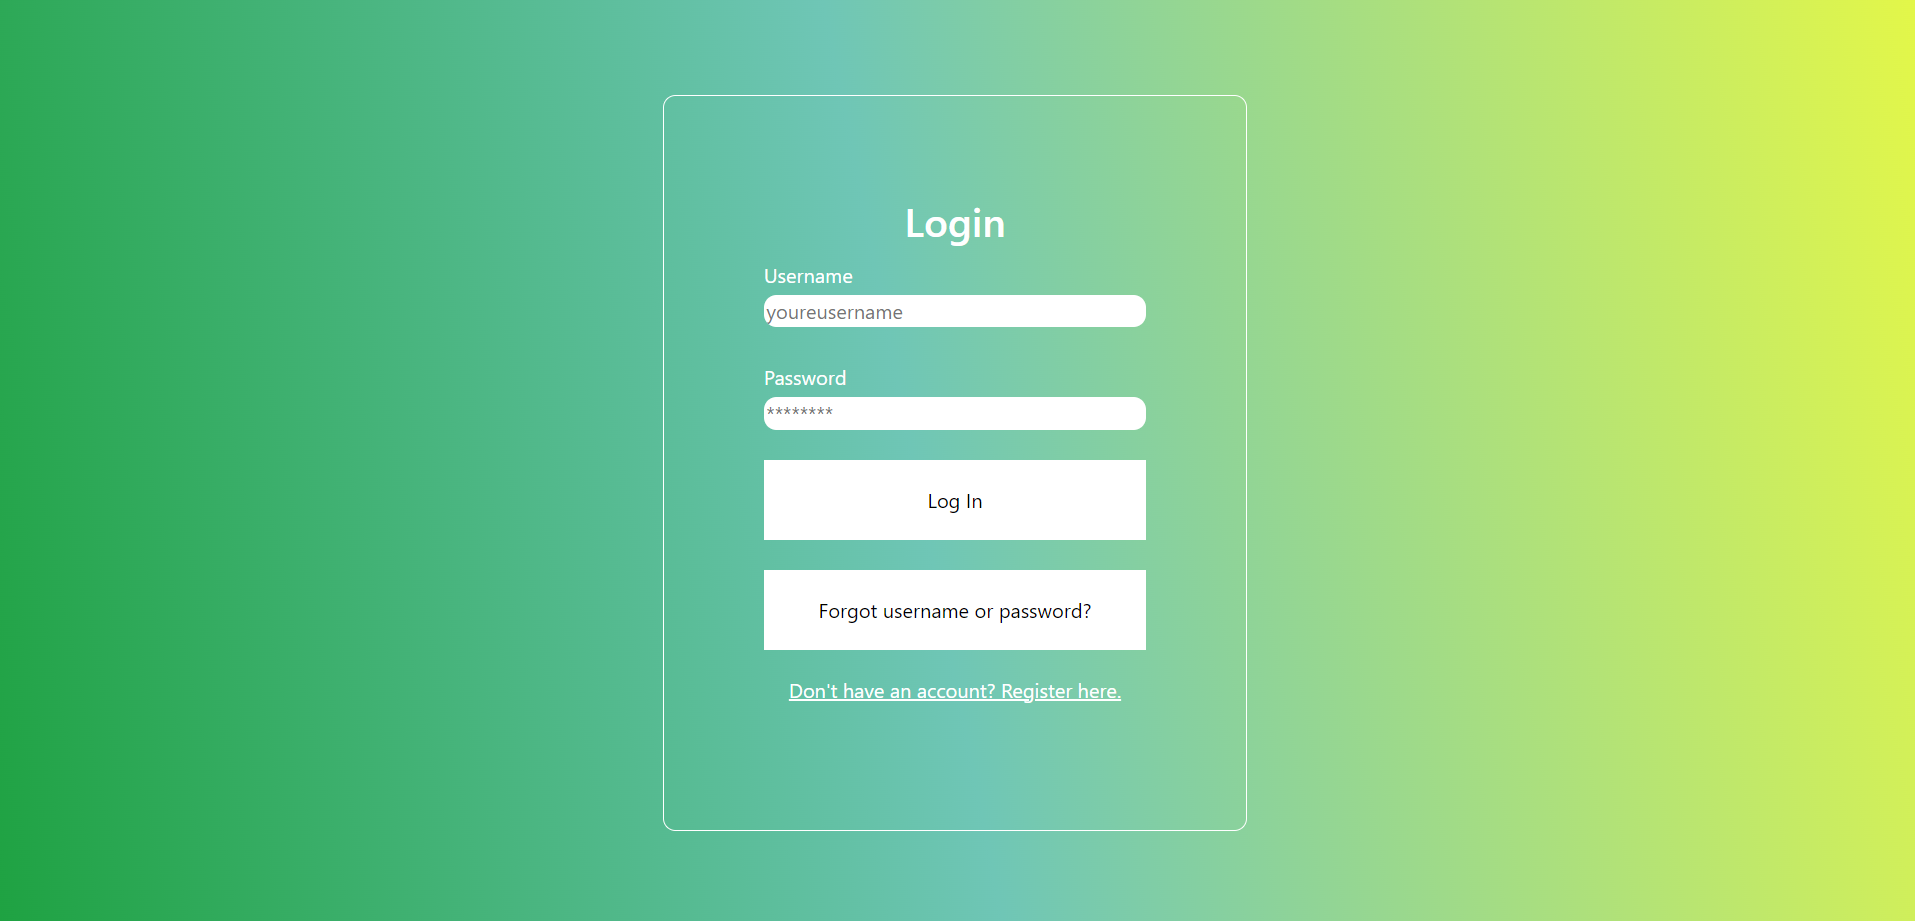 Login
Username
youreusername
Password
********
Log In
Forgot username or password?
Don't have an account? Register here.